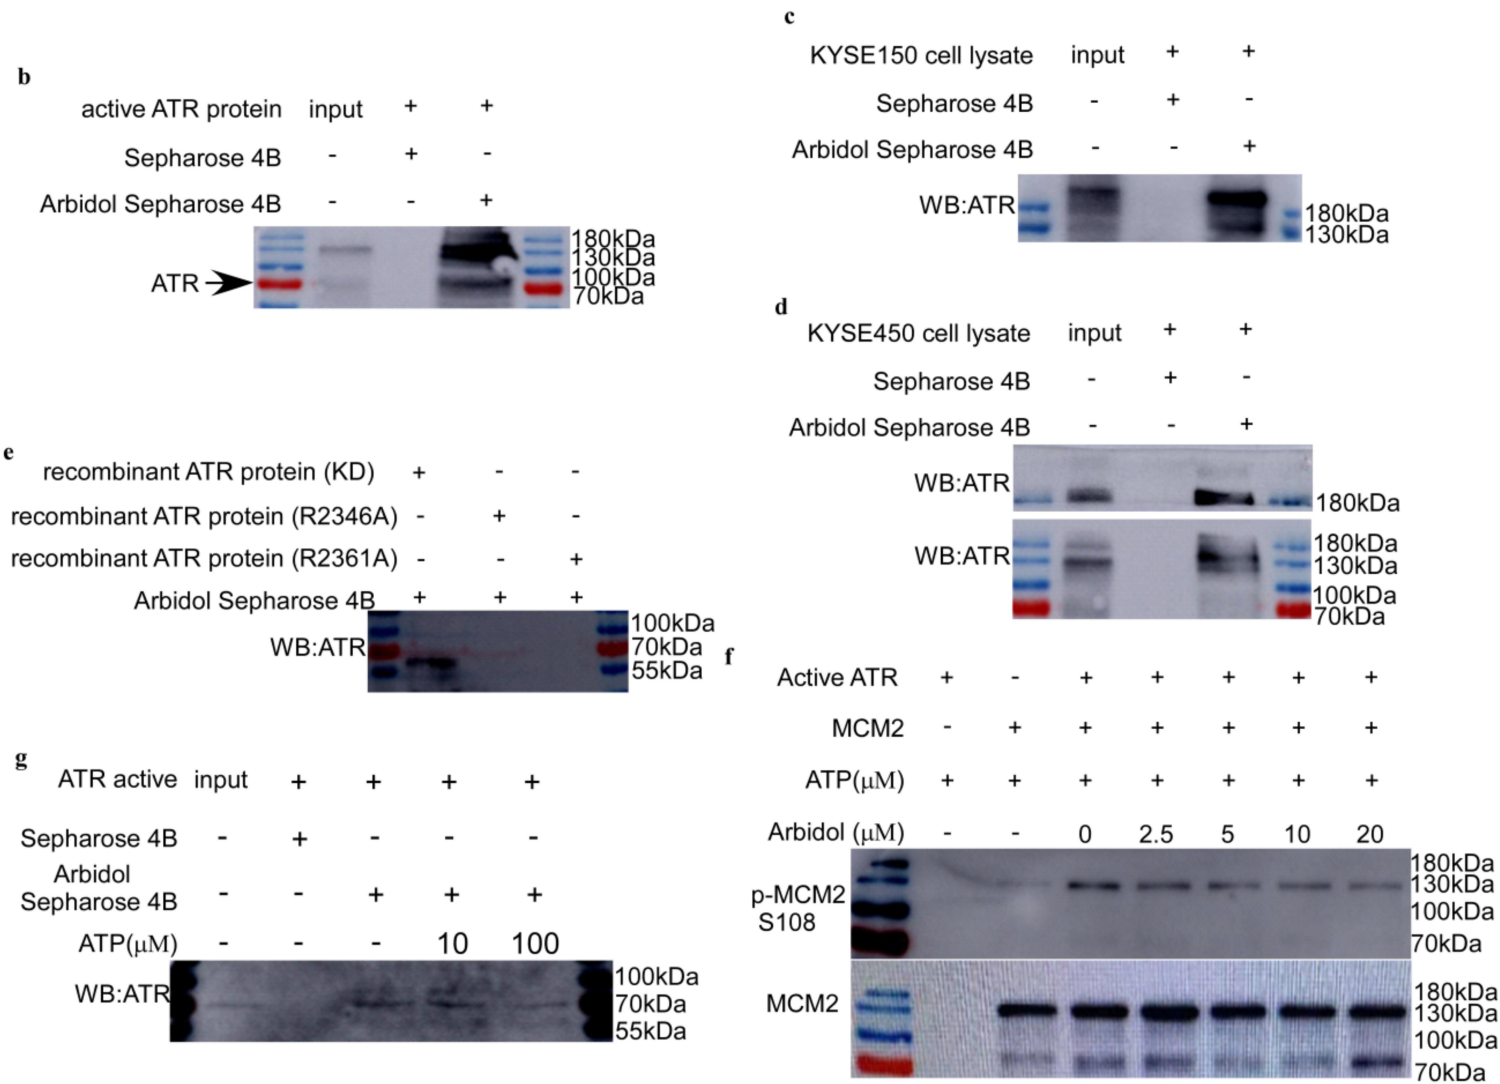 b
active ATR protein input + +
Sepharose 4B - + -
Arbidol Sepharose 4B - - +
ATR
180kDa
130kDa
100kDa
70kDa
c
KYSE150 cell lysate input + +
Sepharose 4B - + -
Arbidol Sepharose 4B - - +
WB:ATR
180kDa
130kDa
d
KYSE450 cell lysate input + +
Sepharose 4B - + -
Arbidol Sepharose 4B - - +
WB:ATR
180kDa
WB:ATR
180kDa
130kDa
100kDa
70kDa
e
recombinant ATR protein (KD) + - -
recombinant ATR protein (R2346A) - + -
recombinant ATR protein (R2361A) - - +
Arbidol Sepharose 4B + + +
WB:ATR
100kDa
70kDa
55kDa
f
Active ATR + - + + + + +
MCM2 - + + + + + +
ATP(μM) + + + + + + +
Arbidol (μM) - - 0 2.5 5 10 20
p-MCM2
S108
180kDa
130kDa
100kDa
70kDa
MCM2
180kDa
130kDa
100kDa
70kDa
g
ATR active input + + + +
Sepharose 4B - + - - -
Arbidol
Sepharose 4B - - + + +
ATP(μM) - - - 10 100
WB:ATR
100kDa
70kDa
55kDa